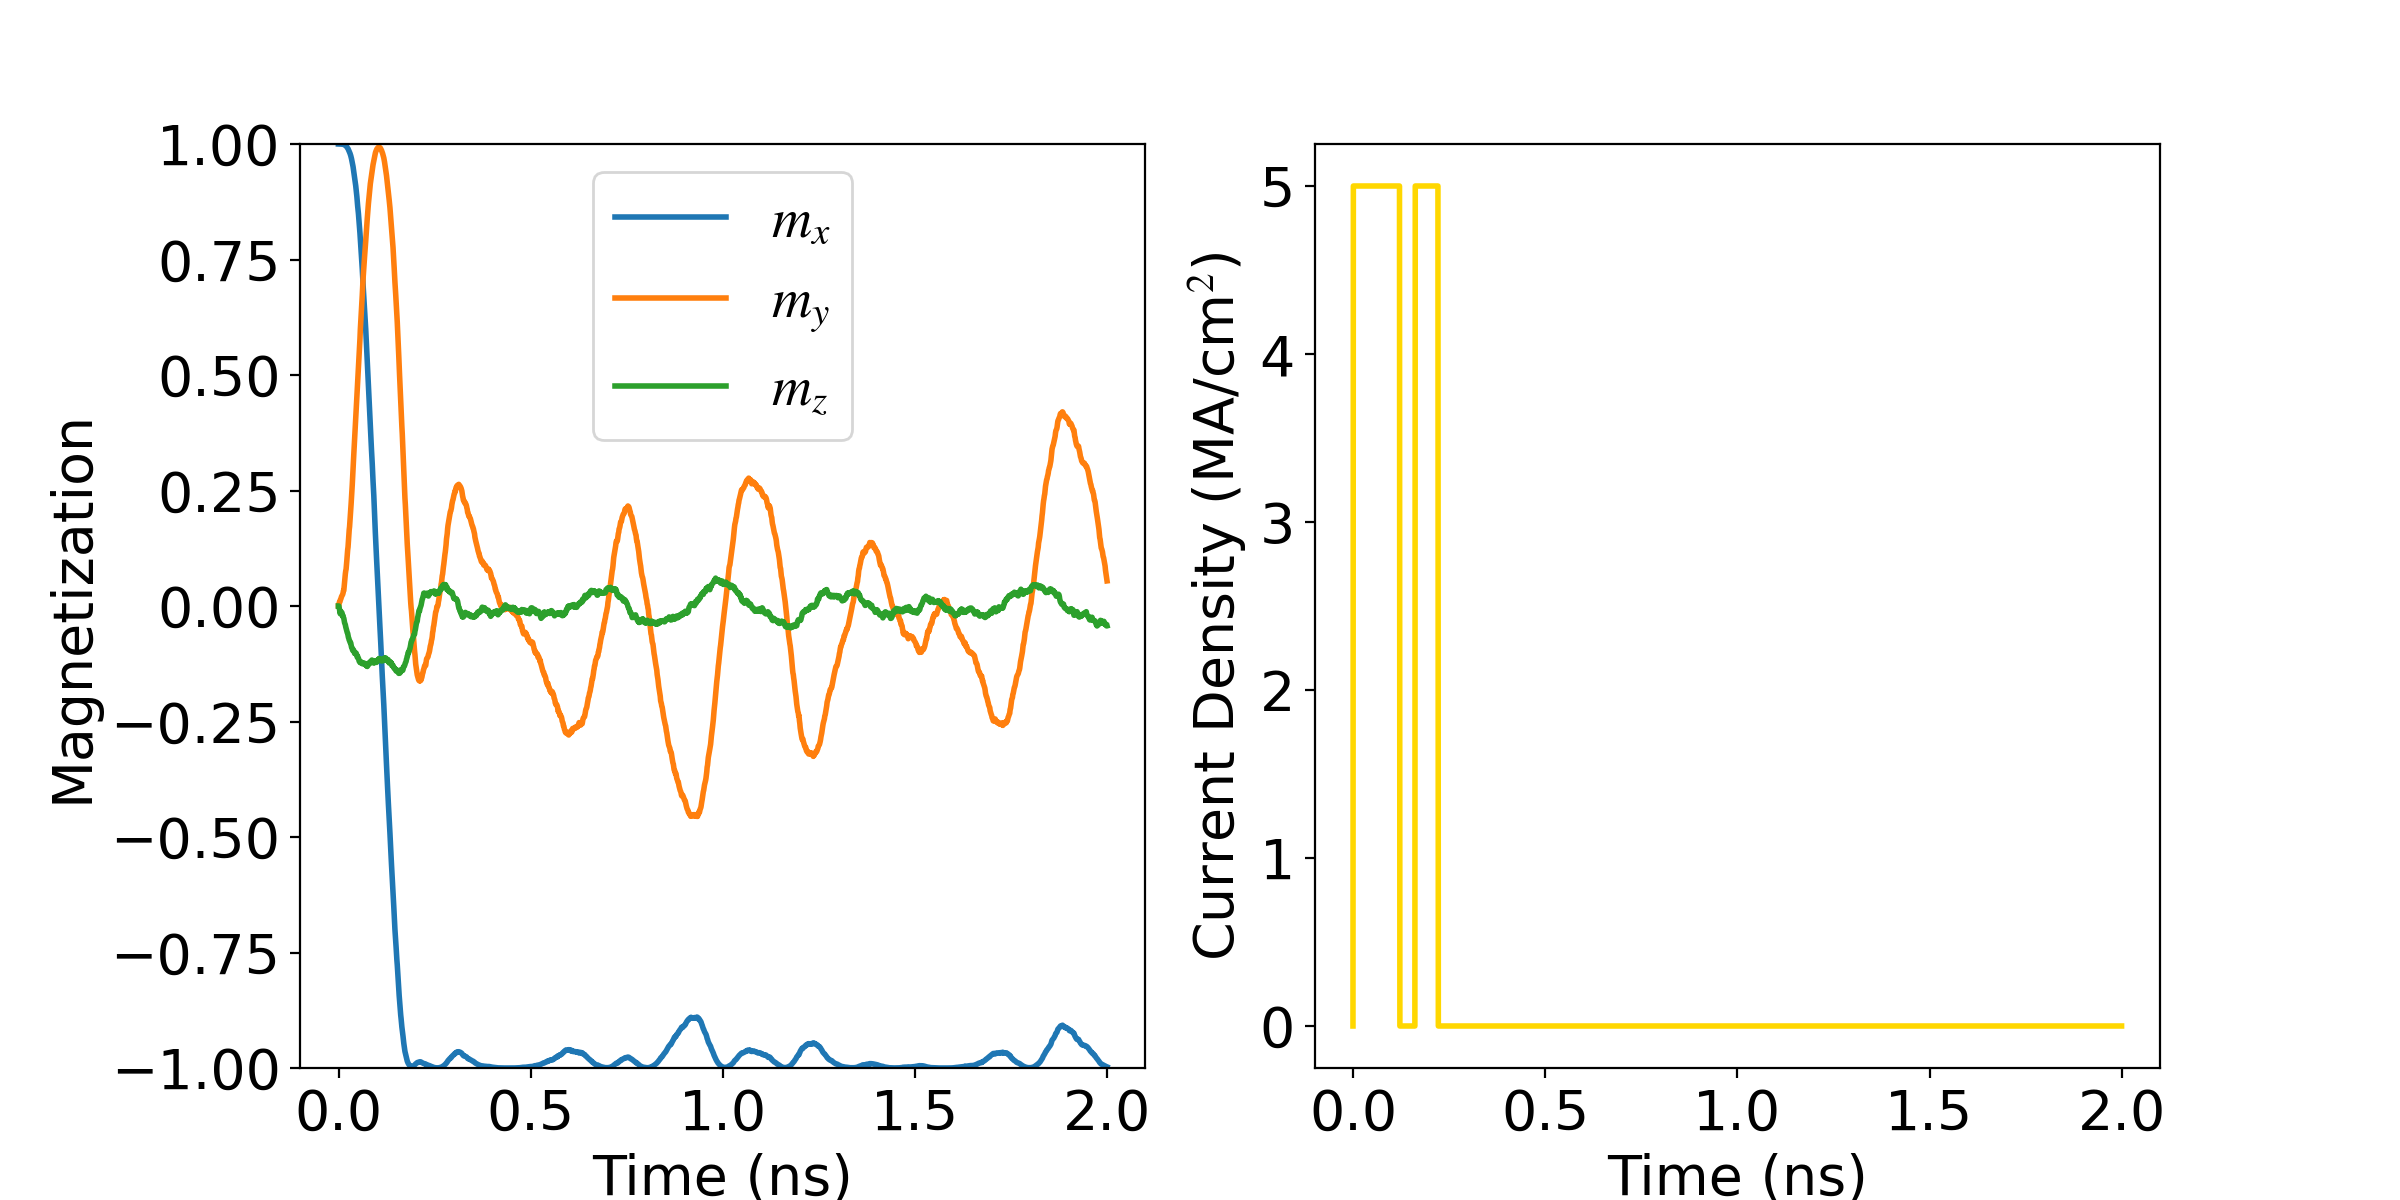 1.00
0.75
0.50
0.25
0.00
−0.25
−0.50
−0.75
−1.00
Magnetization
0.0 0.5 1.0 1.5 2.0
Time (ns)
m_x
m_y
m_z
5
4
3
2
1
0
Current Density (MA/cm²)
0.0 0.5 1.0 1.5 2.0
Time (ns)